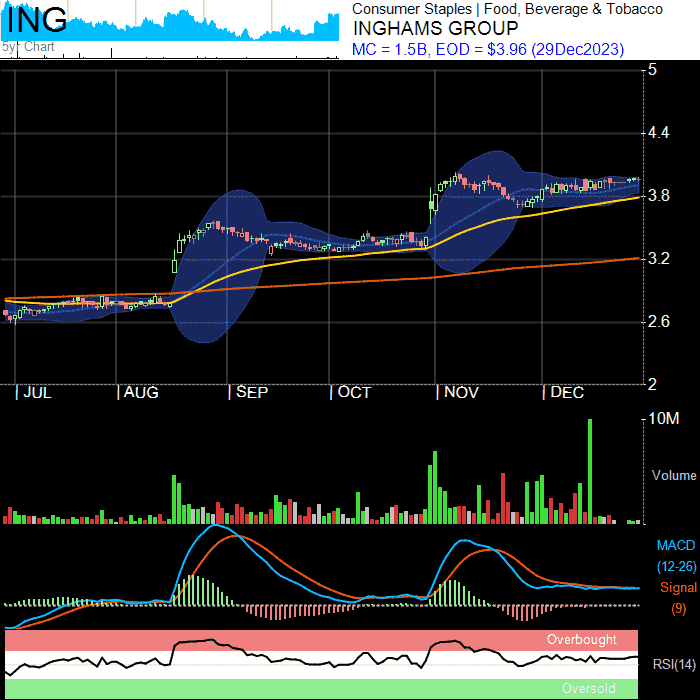 ING
5yr Chart
Consumer Staples | Food, Beverage & Tobacco
INGHAMS GROUP
MC = 1.5B, EOD = $3.96 (29Dec2023)
5
4.4
3.8
3.2
2.6
2
JUL
AUG
SEP
OCT
NOV
DEC
10M
Volume
MACD
(12-26)
Signal
(9)
Overbought
RSI(14)
Oversold